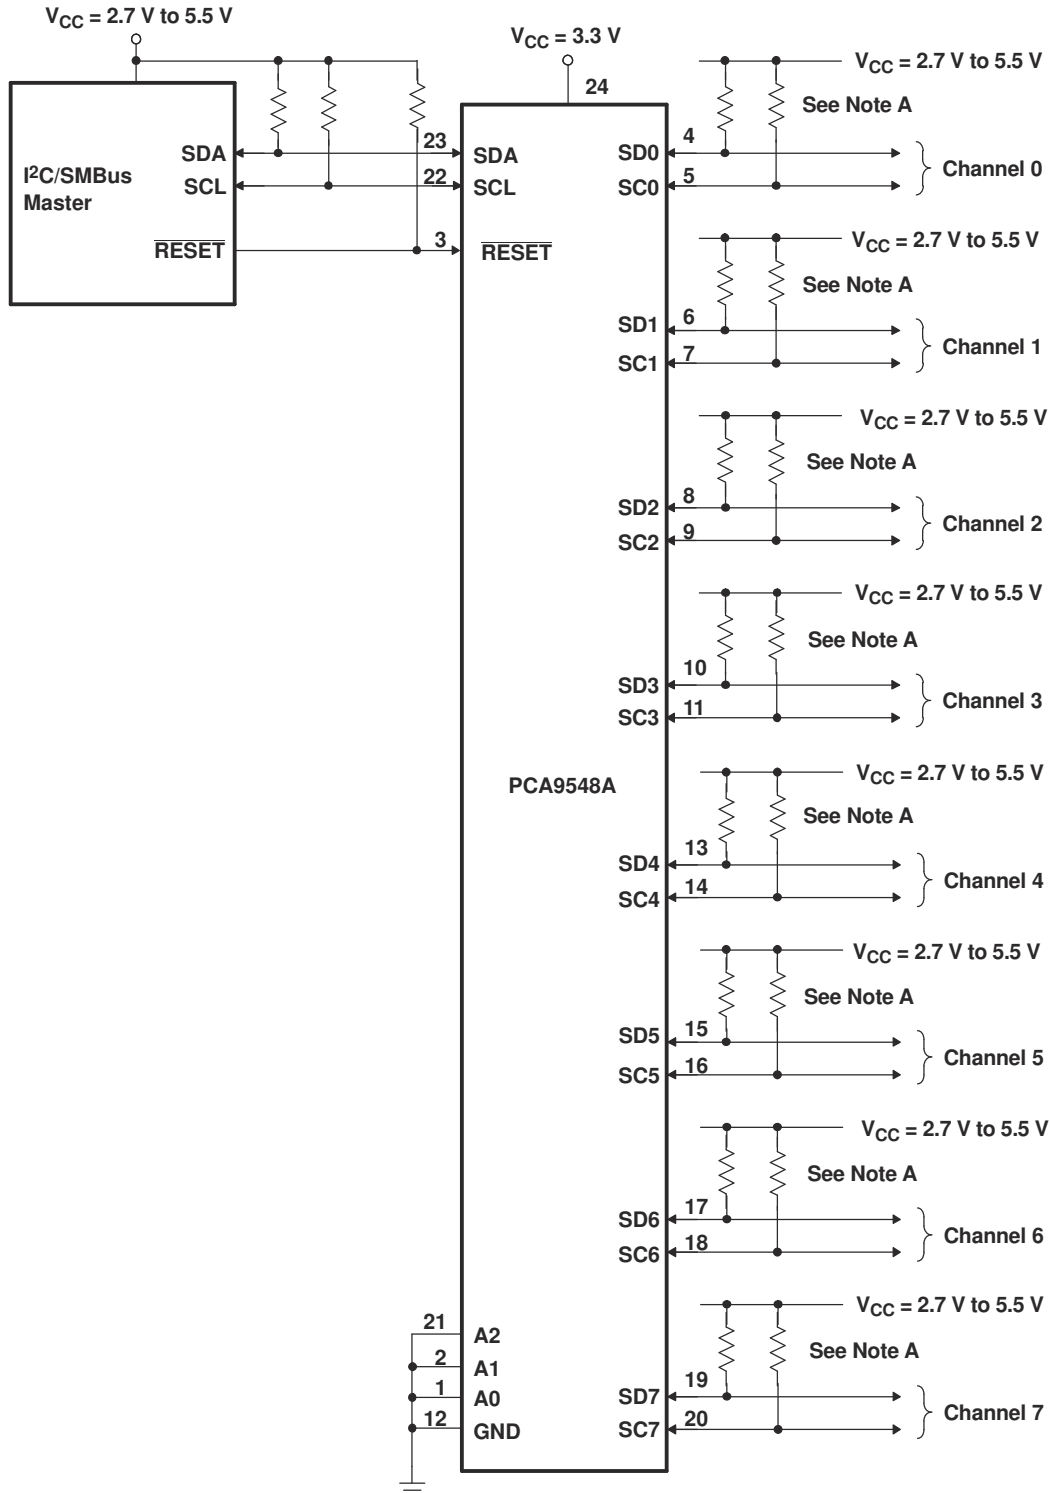 VCC = 2.7 V to 5.5 V
VCC = 3.3 V
24
I2C/SMBus
Master
SDA
SCL
RESET
23
22
3
SDA
SCL
RESET
PCA9548A
21
2
1
12
A2
A1
A0
GND
VCC = 2.7 V to 5.5 V
See Note A
SD0
4
SC0
5
Channel 0
VCC = 2.7 V to 5.5 V
See Note A
SD1
6
SC1
7
Channel 1
VCC = 2.7 V to 5.5 V
See Note A
SD2
8
SC2
9
Channel 2
VCC = 2.7 V to 5.5 V
See Note A
SD3
10
SC3
11
Channel 3
VCC = 2.7 V to 5.5 V
See Note A
SD4
13
SC4
14
Channel 4
VCC = 2.7 V to 5.5 V
See Note A
SD5
15
SC5
16
Channel 5
VCC = 2.7 V to 5.5 V
See Note A
SD6
17
SC6
18
Channel 6
VCC = 2.7 V to 5.5 V
See Note A
SD7
19
SC7
20
Channel 7